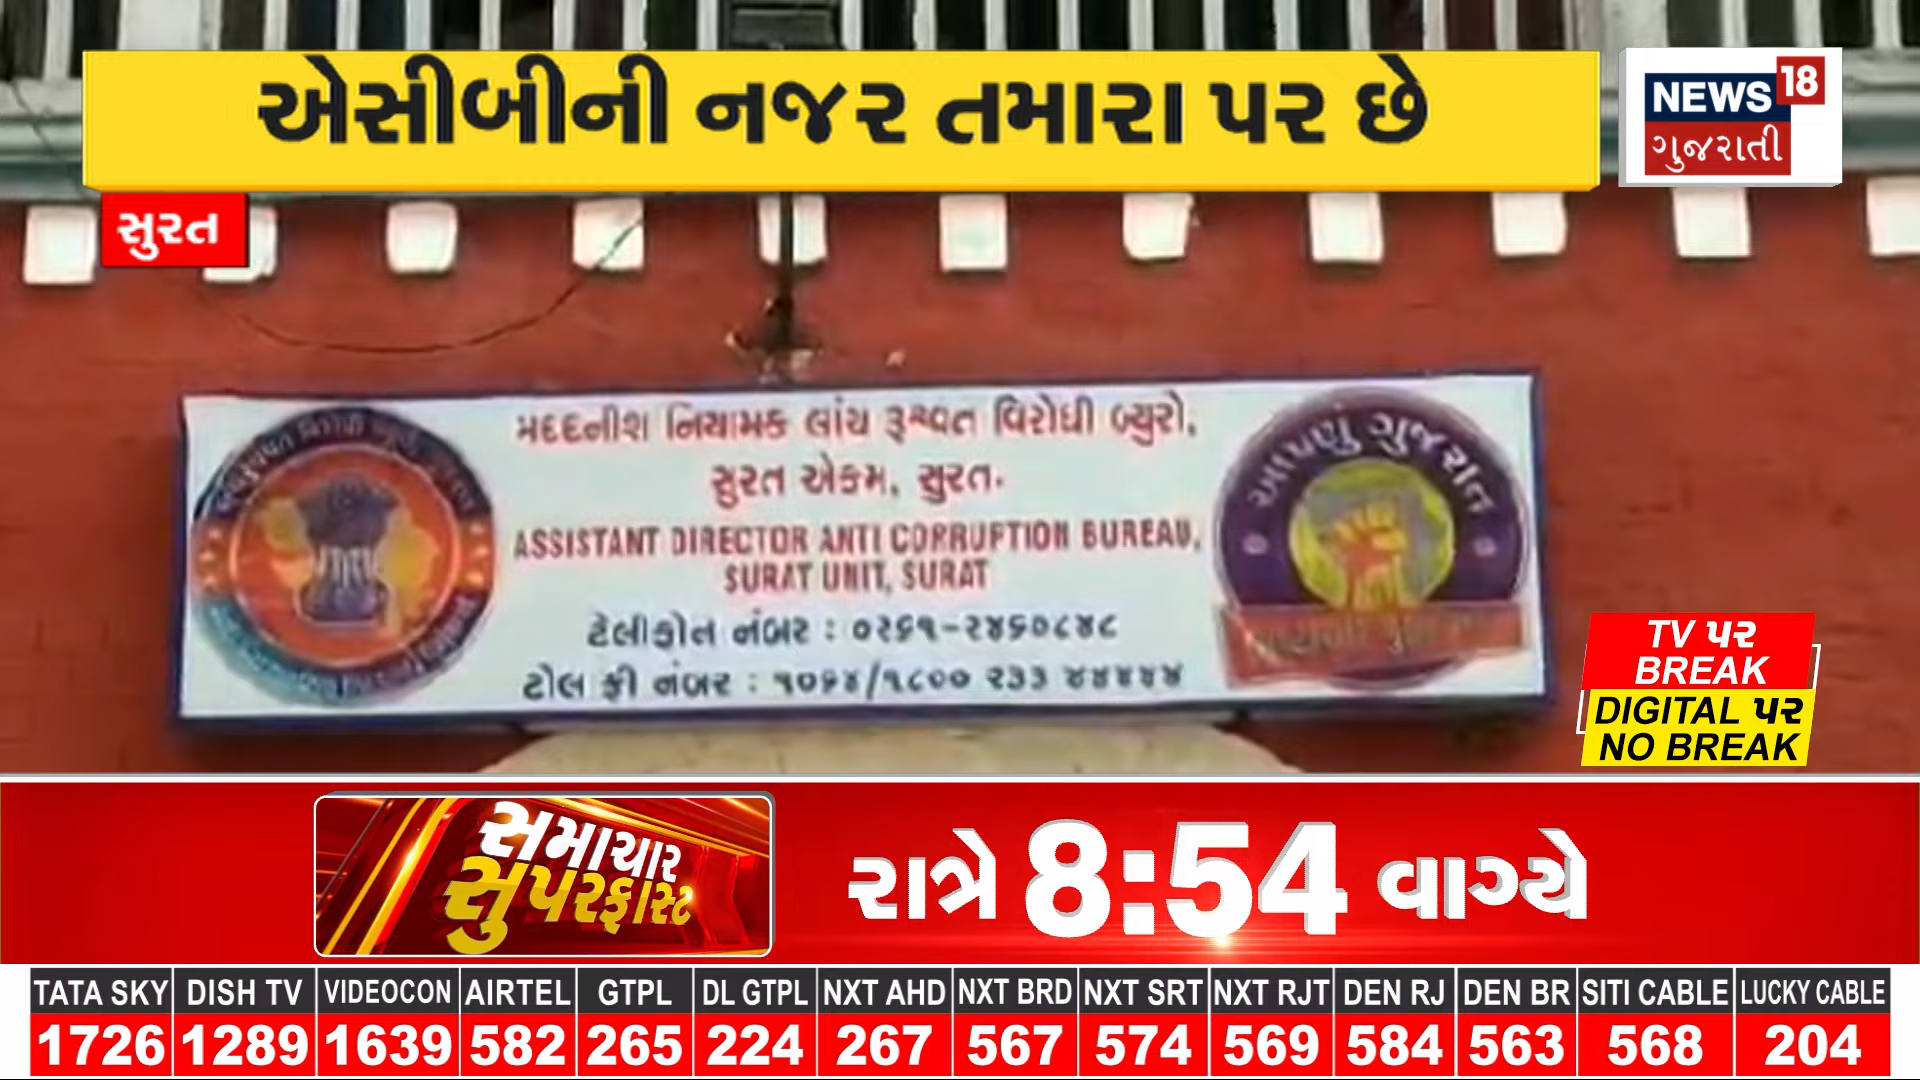 એસીબીની નજર તમારા પર છે
NEWS 18
ગુજરાતી
સુરત
આપણું ગુજરાત
મદદનીશ નિયામક લાંચ રૂશ્વત વિરોધી બ્યુરો,
સુરત એકમ, સુરત.
ASSISTANT DIRECTOR ANTI CORRUPTION BUREAU,
SURAT UNIT, SURAT
ટેલીફોન નંબર : ૦૨૬૧-૨૪૬૦૮૪૮
ટોલ ફ્રી નંબર : ૧૦૬૪/૧૮૦૦ ૨૩૩ ૪૪૪૪૪
TV પર
BREAK
DIGITAL પર
NO BREAK
સમાચાર
સુપરફાસ્ટ
રાત્રે 8:54 વાગ્યે
TATA SKY DISH TV VIDEOCON AIRTEL GTPL DL GTPL NXT AHD NXT BRD NXT SRT NXT RJT DEN RJ DEN BR SITI CABLE LUCKY CABLE
1726 1289 1639 582 265 224 267 567 574 569 584 563 568 204